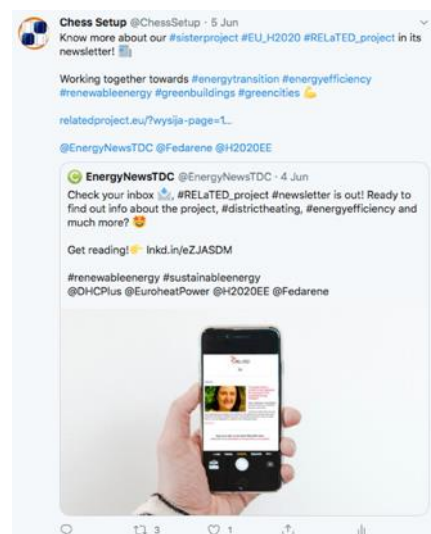 Chess Setup @ChessSetup · 5 Jun
Know more about our #sisterproject #EU_H2020 #RELaTED_project in its
newsletter!
Working together towards #energytransition #energyefficiency
#renewableenergy #greenbuildings #greencities
relatedproject.eu/?wysija-page=1...
@EnergyNewsTDC @Fedarene @H2020EE
EnergyNewsTDC @EnergyNewsTDC · 4 Jun
Check your inbox, #RELaTED_project #newsletter is out! Ready to
find out info about the project, #districtheating, #energyefficiency and
much more?
Get reading! lnkd.in/eZJASDM
#renewableenergy #sustainableenergy
@DHCPlus @EuroheatPower @H2020EE @Fedarene
3 1